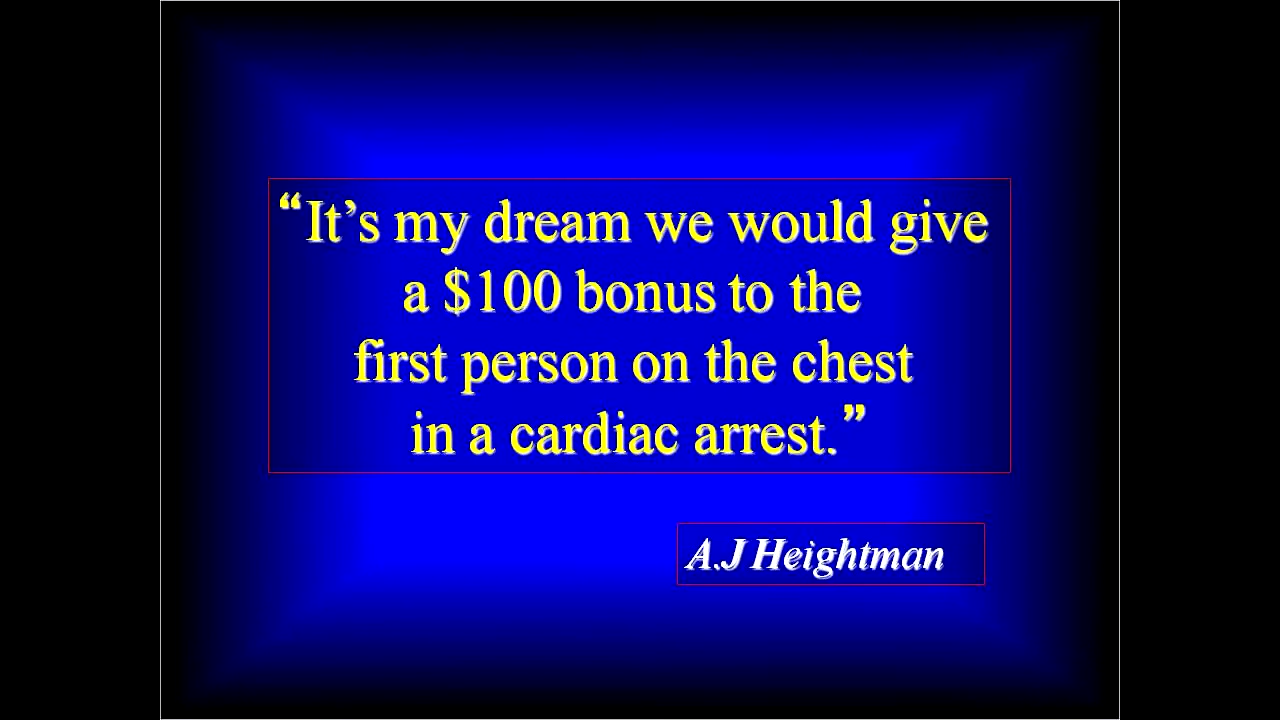 “It’s my dream we would give
a $100 bonus to the
first person on the chest
in a cardiac arrest.”
A.J Heightman